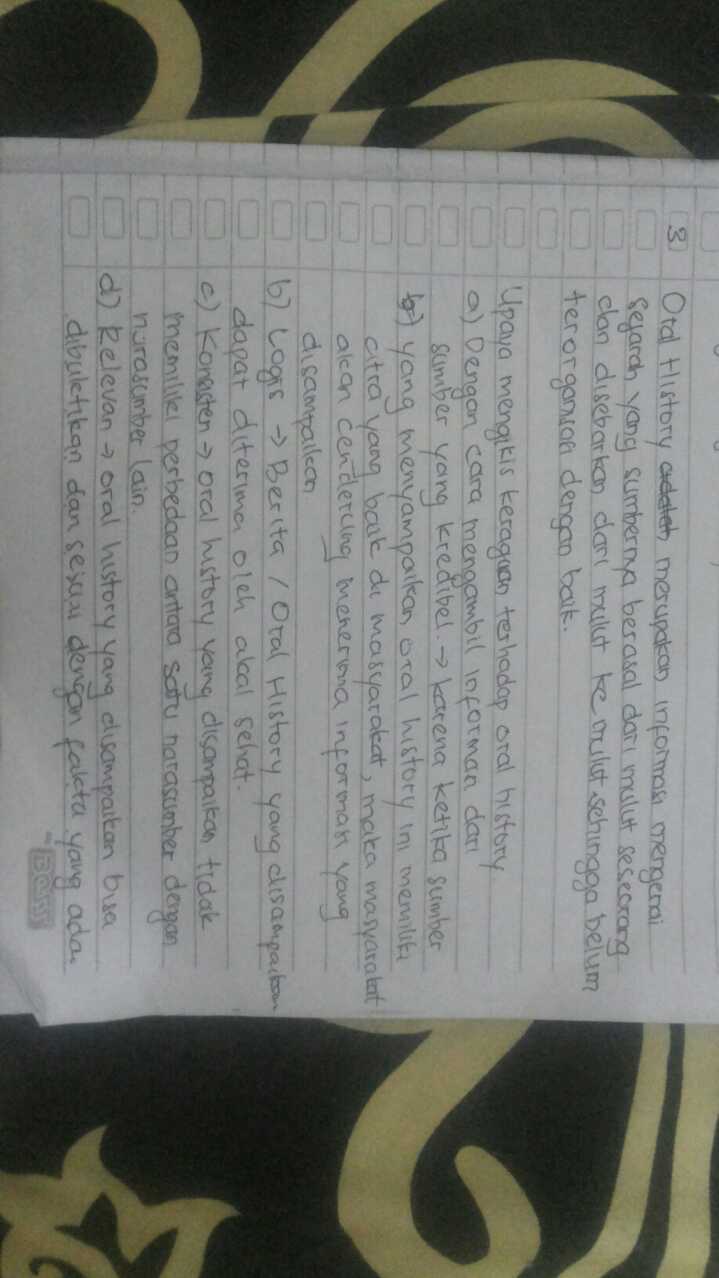 3 Oral History adalah merupakan informasi mengenai
sejarah yang sumbernya berasal dari mulut seseorang
dan disebarkan dari mulut ke mulut sehingga belum
terorganisasi dengan baik.
Upaya mengikis keraguan terhadap oral history
a) Dengan cara mengambil informan dari
sumber yang kredibel. → karena ketika sumber
b) yang menyampaikan oral history ini memiliki
citra yang baik di masyarakat, maka masyarakat
akan cenderung menerima informasi yang
disampaikan
b) Logis → Berita / Oral History yang disampaikan
dapat diterima oleh akal sehat.
c) Konsisten → oral history yang disampaikan tidak
memiliki perbedaan antara satu narasumber dengan
narasumber lain.
d) Relevan → oral history yang disampaikan bisa
dibuktikan dan sesuai dengan fakta yang ada.
BOSS